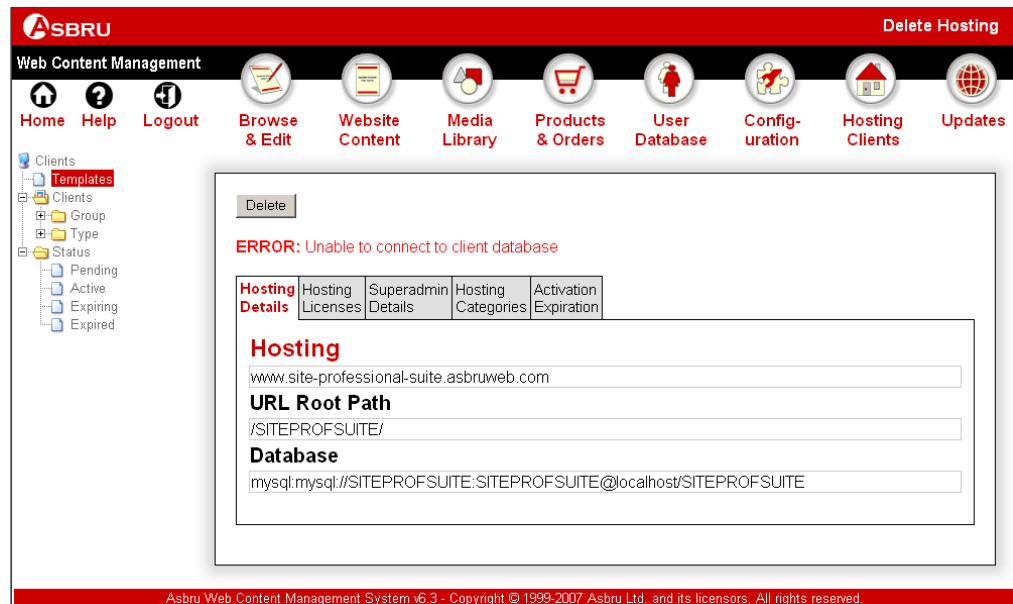 ASBRU
Delete Hosting
Web Content Management
Home Help Logout
Browse & Edit
Website Content
Media Library
Products & Orders
User Database
Config-uration
Hosting Clients
Updates
Clients
Templates
Clients
Group
Type
Status
Pending
Active
Expiring
Expired
Delete
ERROR: Unable to connect to client database
Hosting Details
Hosting Licenses
Superadmin Details
Hosting Categories
Activation Expiration
Hosting
www.site-professional-suite.asbruweb.com
URL Root Path
/SITEPROFSUITE/
Database
mysql:mysql://SITEPROFSUITE:SITEPROFSUITE@localhost/SITEPROFSUITE
Asbru Web Content Management System v6.3 - Copyright © 1999-2007 Asbru Ltd. and its licensors. All rights reserved.